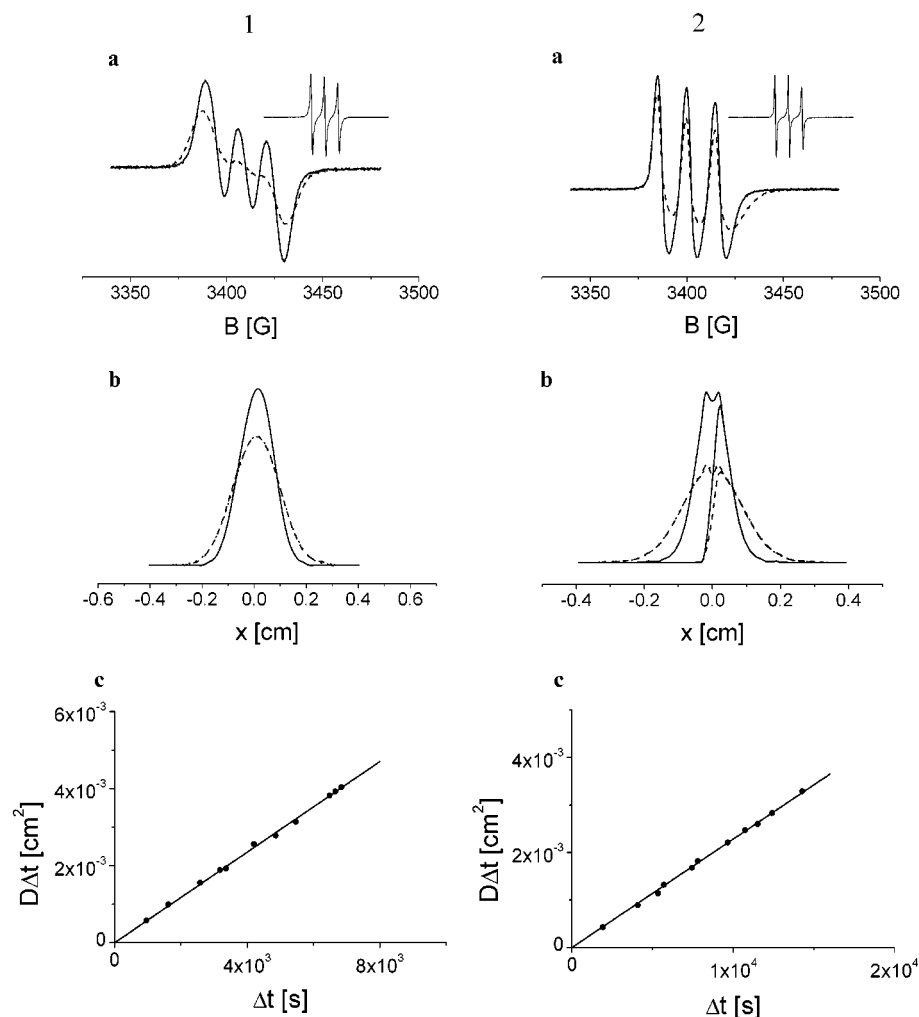 1
2
a
a
3350 3400 3450 3500
B [G]
3350 3400 3450 3500
B [G]
b
b
-0.6 -0.4 -0.2 0.0 0.2 0.4 0.6
x [cm]
-0.4 -0.2 0.0 0.2 0.4
x [cm]
c
c
6x10⁻³
4x10⁻³
2x10⁻³
0
DΔt [cm²]
0 4x10³ 8x10³
Δt [s]
4x10⁻³
2x10⁻³
0
DΔt [cm²]
0 1x10⁴ 2x10⁴
Δt [s]